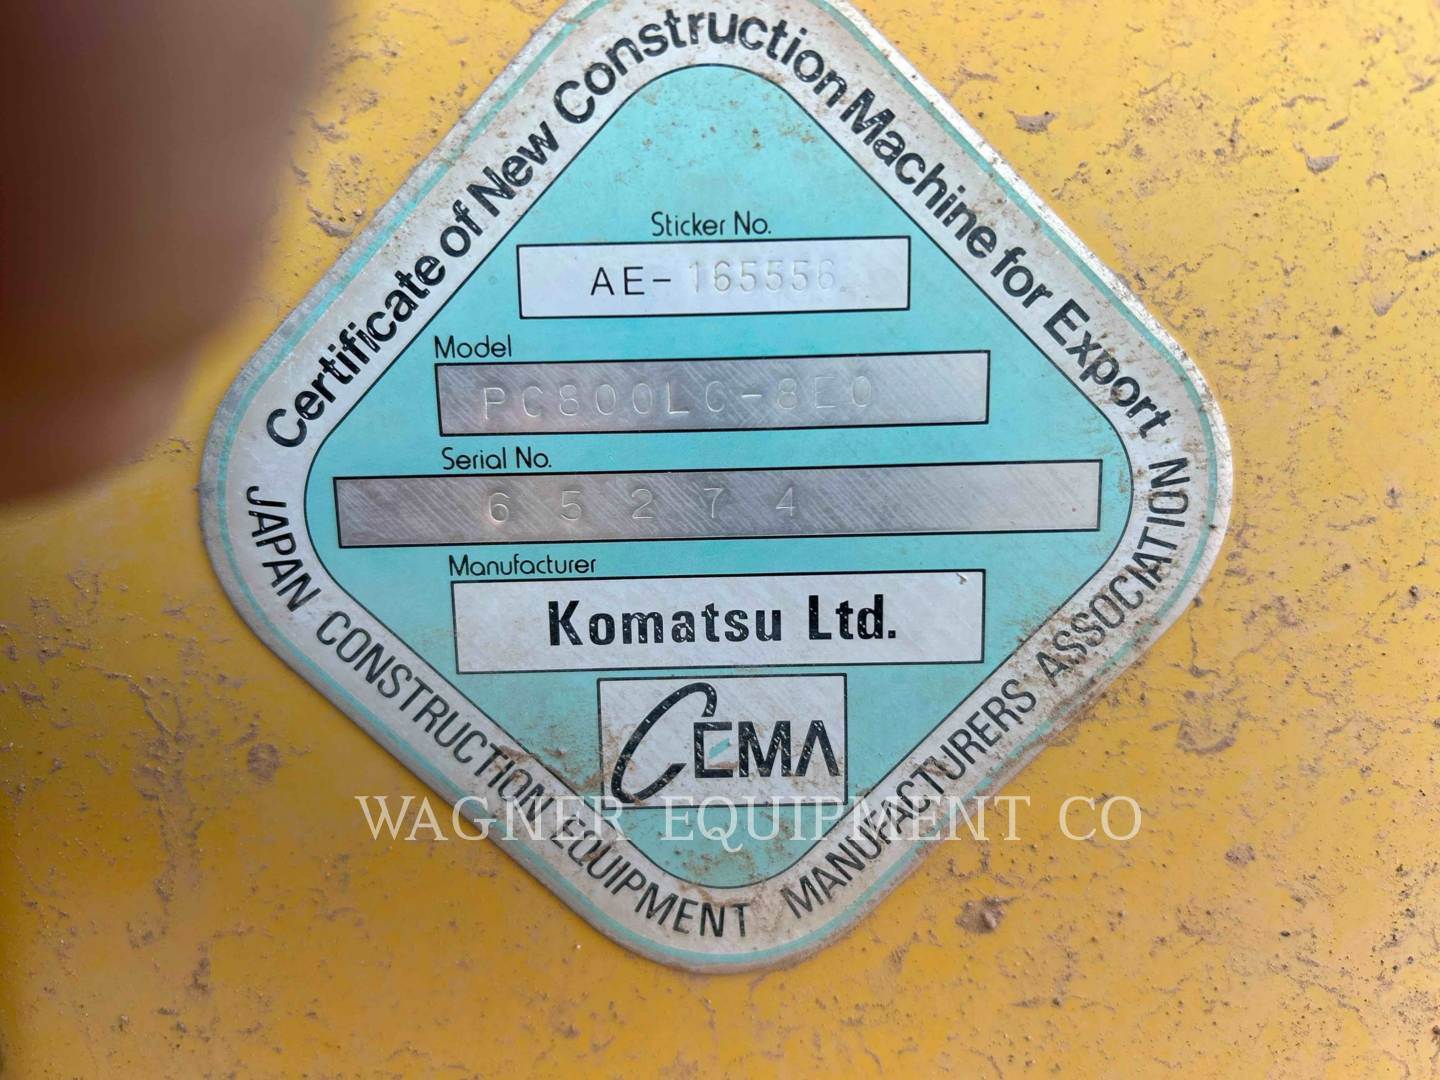 Certificate of New Construction Machine for Export
Sticker No.
AE-165556
Model
PC800LC-8E0
Serial No.
65274
Manufacturer
Komatsu Ltd.
CEMA
JAPAN CONSTRUCTION EQUIPMENT MANUFACTURERS ASSOCIATION
WAGNER EQUIPMENT CO